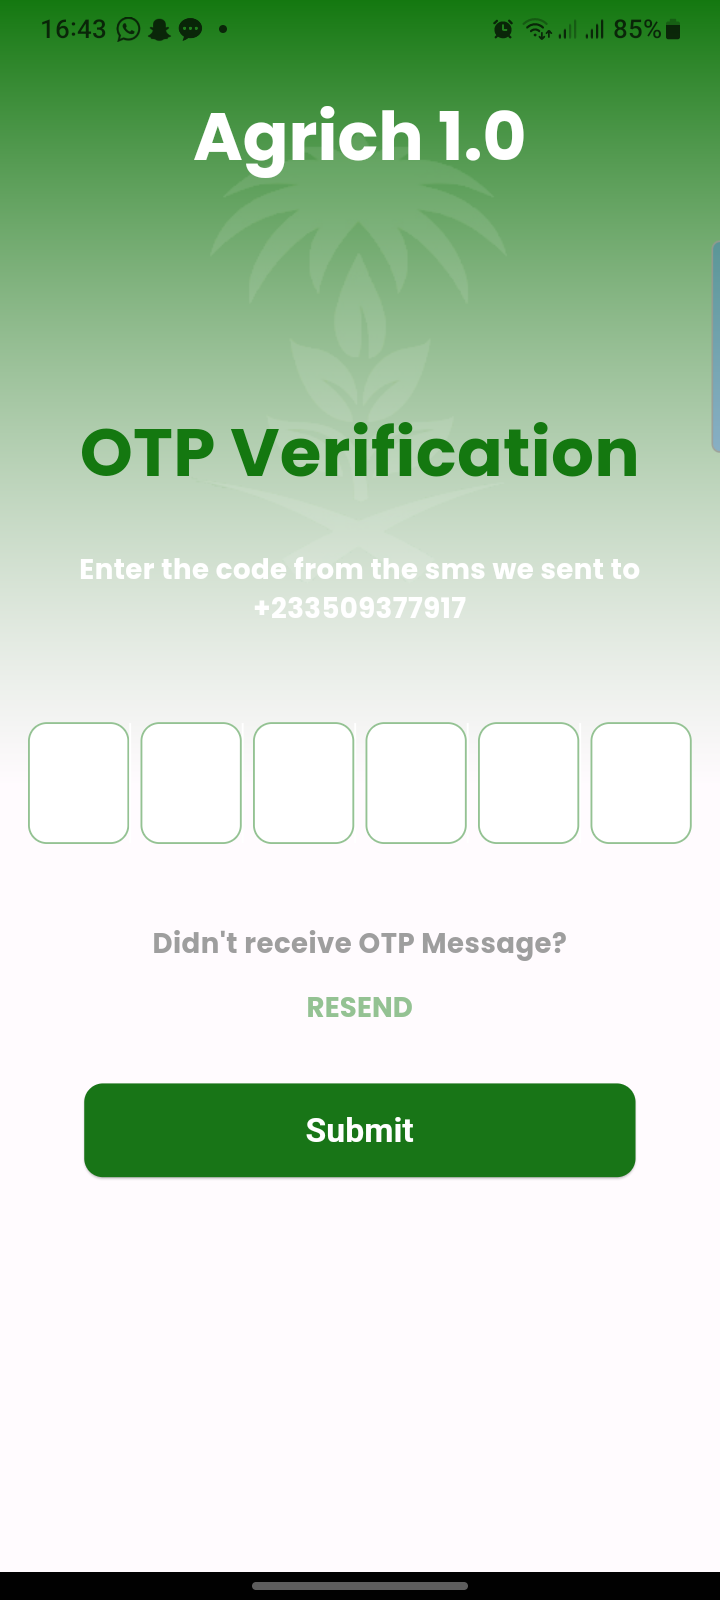 16:43 85%
Agrich 1.0
OTP Verification
Enter the code from the sms we sent to
+233509377917
Didn't receive OTP Message?
RESEND
Submit